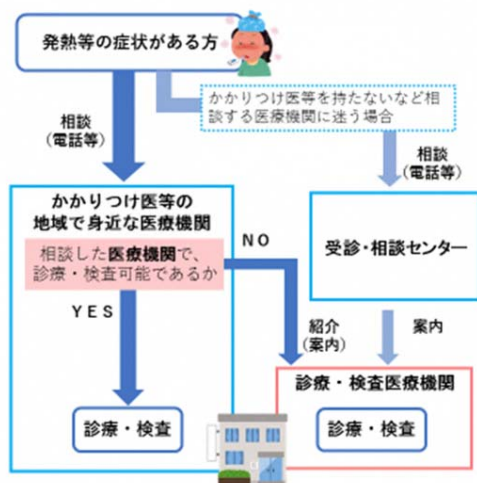 発熱等の症状がある方
かかりつけ医等を持たないなど相
談する医療機関に迷う場合
相談
(電話等)
相談
(電話等)
かかりつけ医等の
地域で身近な医療機関
相談した医療機関で、
診療・検査可能であるか
NO
YES
受診・相談センター
紹介
(案内)
案内
診療・検査医療機関
診療・検査
診療・検査